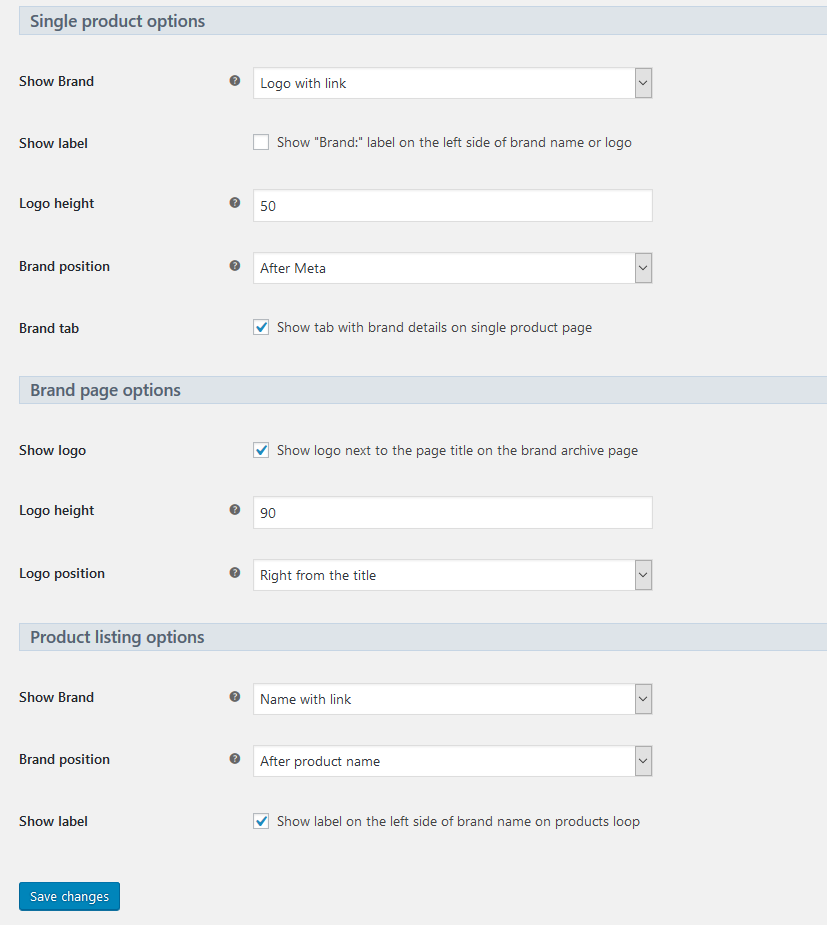 Single product options
Show Brand
Logo with link
Show label
Show "Brand:" label on the left side of brand name or logo
Logo height
50
Brand position
After Meta
Brand tab
Show tab with brand details on single product page
Brand page options
Show logo
Show logo next to the page title on the brand archive page
Logo height
90
Logo position
Right from the title
Product listing options
Show Brand
Name with link
Brand position
After product name
Show label
Show label on the left side of brand name on products loop
Save changes